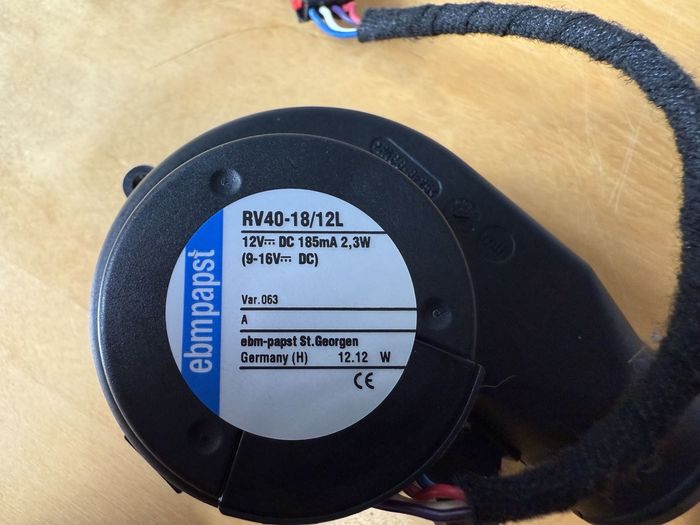 ebmpapst
RV40-18/12L
12V⎓ DC 185mA 2,3W
(9-16V⎓ DC)
Var.063
A
ebm-papst St.Georgen
Germany (H) 12.12 W
CE